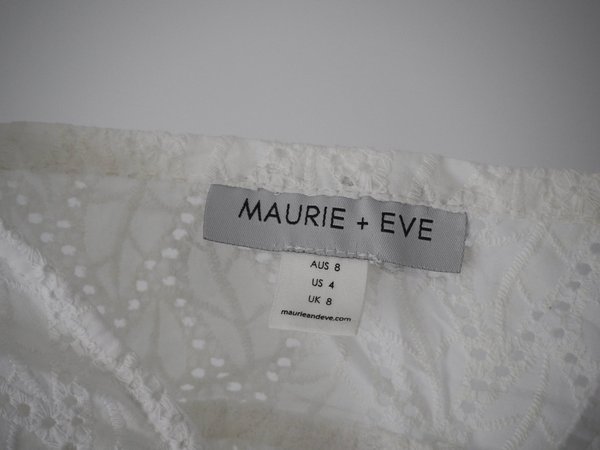 MAURIE + EVE
AUS 8
US 4
UK 8
maurieandeve.com